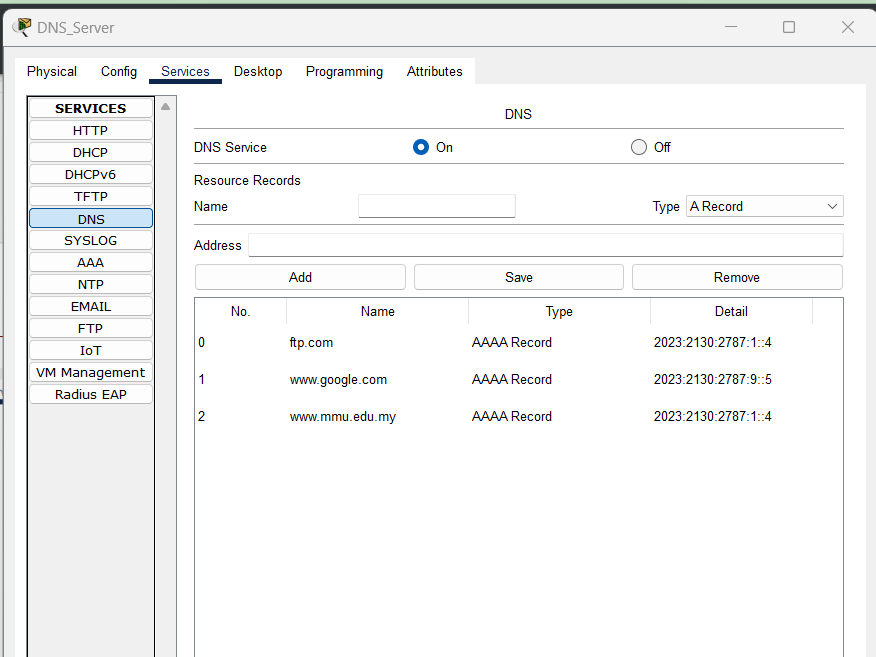 DNS_Server
Physical Config Services Desktop Programming Attributes
SERVICES
HTTP
DHCP
DHCPv6
TFTP
DNS
SYSLOG
AAA
NTP
EMAIL
FTP
IoT
VM Management
Radius EAP
DNS
DNS Service On Off
Resource Records
Name Type A Record
Address
Add Save Remove
No. Name Type Detail
0 ftp.com AAAA Record 2023:2130:2787:1::4
1 www.google.com AAAA Record 2023:2130:2787:9::5
2 www.mmu.edu.my AAAA Record 2023:2130:2787:1::4